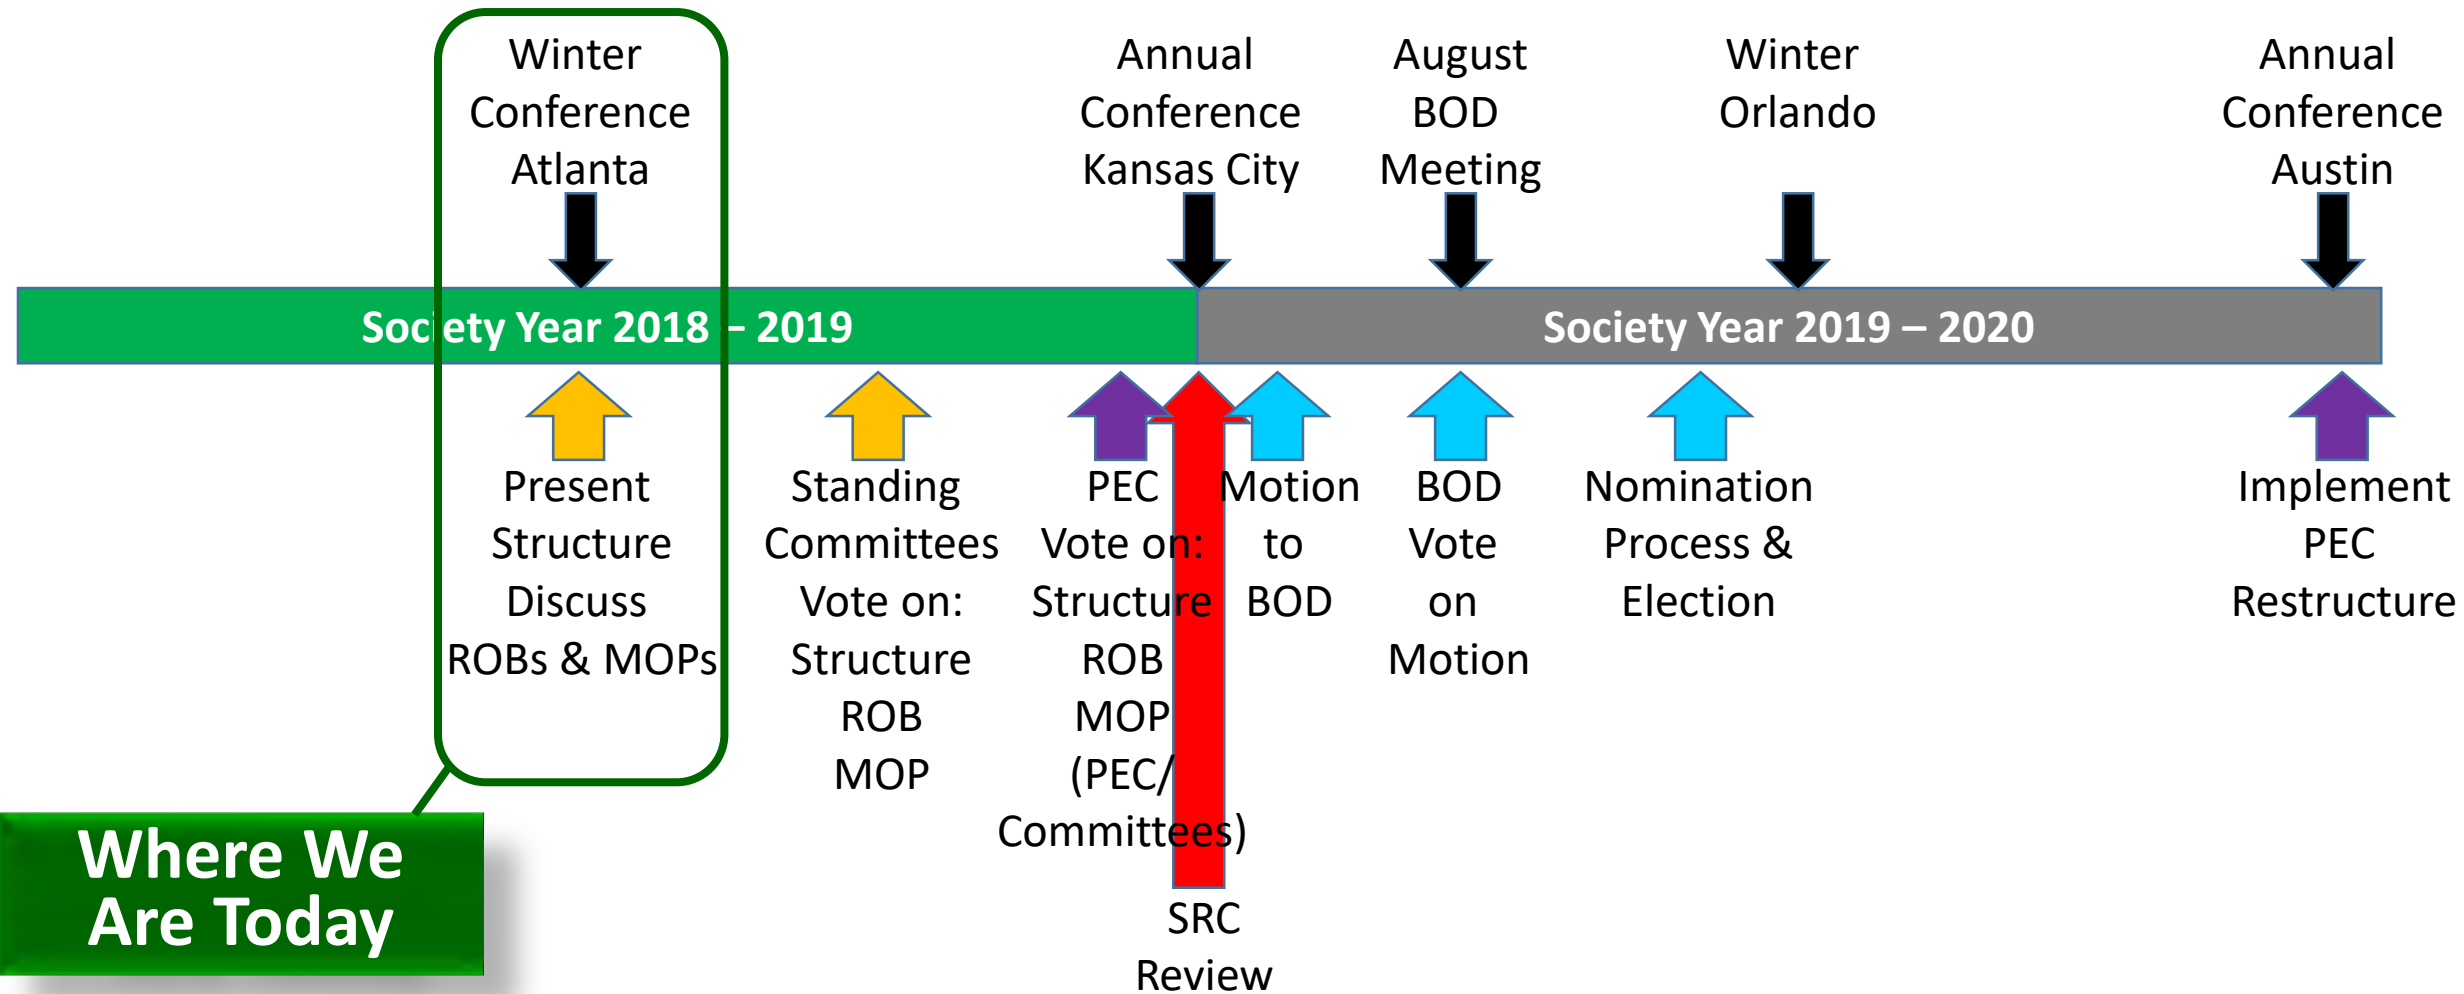 Winter
Conference
Atlanta
Annual
Conference
Kansas City
August
BOD
Meeting
Winter
Orlando
Annual
Conference
Austin
Society Year 2018 – 2019
Society Year 2019 – 2020
Present
Structure
Discuss
ROBs & MOPs
Standing
Committees
Vote on:
Structure
ROB
MOP
PEC
Vote on:
Structure
ROB
MOP
(PEC/
Committees)
SRC
Review
Motion
to
BOD
BOD
Vote
on
Motion
Nomination
Process &
Election
Implement
PEC
Restructure
Where We
Are Today